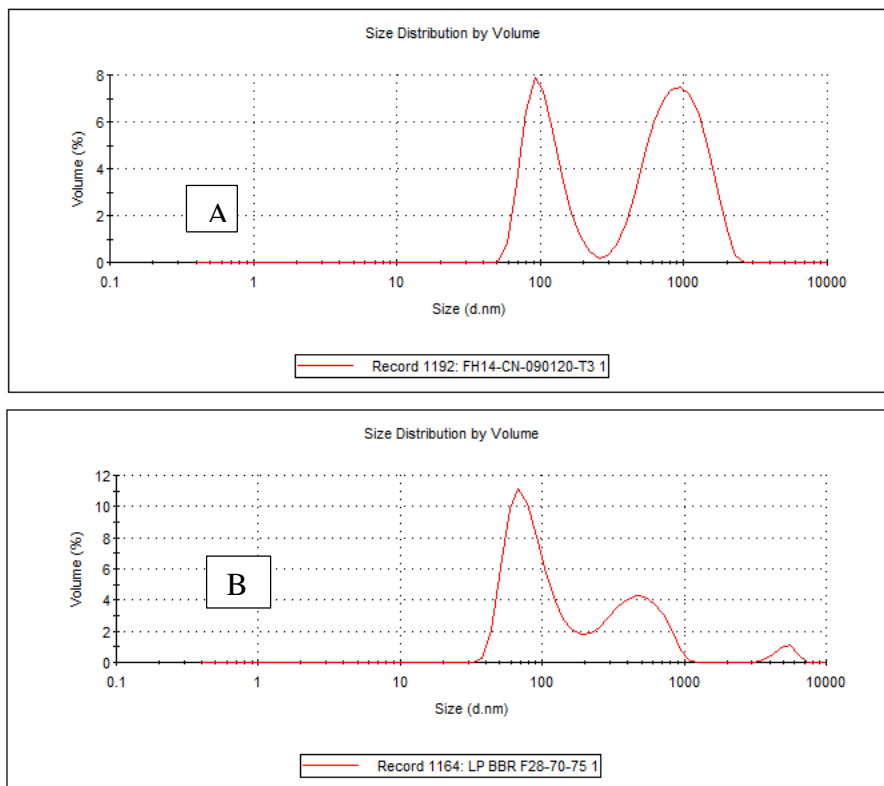 Size Distribution by Volume
8
6
4
2
0
Volume (%)
A
0.1 1 10 100 1000 10000
Size (d.nm)
Record 1192: FH14-CN-090120-T3 1
Size Distribution by Volume
12
10
8
6
4
2
0
Volume (%)
B
0.1 1 10 100 1000 10000
Size (d.nm)
Record 1164: LP BBR F28-70-75 1